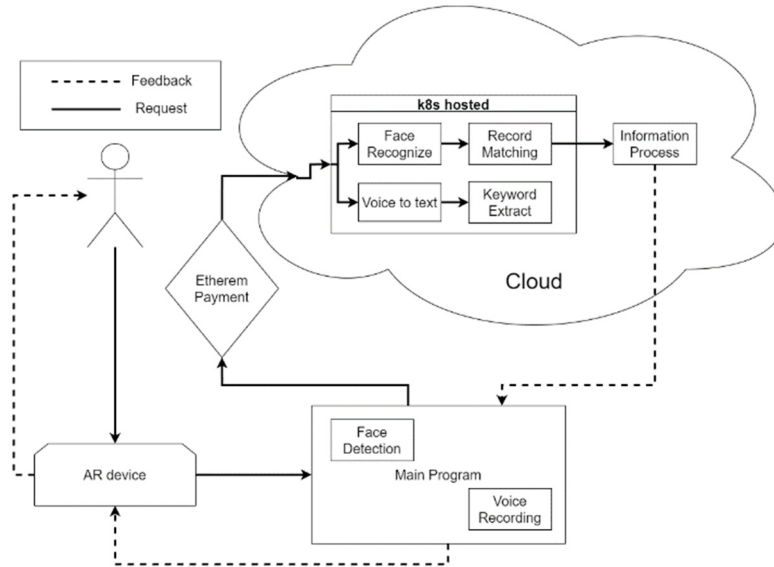 Feedback
Request
k8s hosted
Face
Recognize
Record
Matching
Information
Process
Voice to text
Keyword
Extract
Cloud
Etherem
Payment
Face
Detection
Main Program
Voice
Recording
AR device